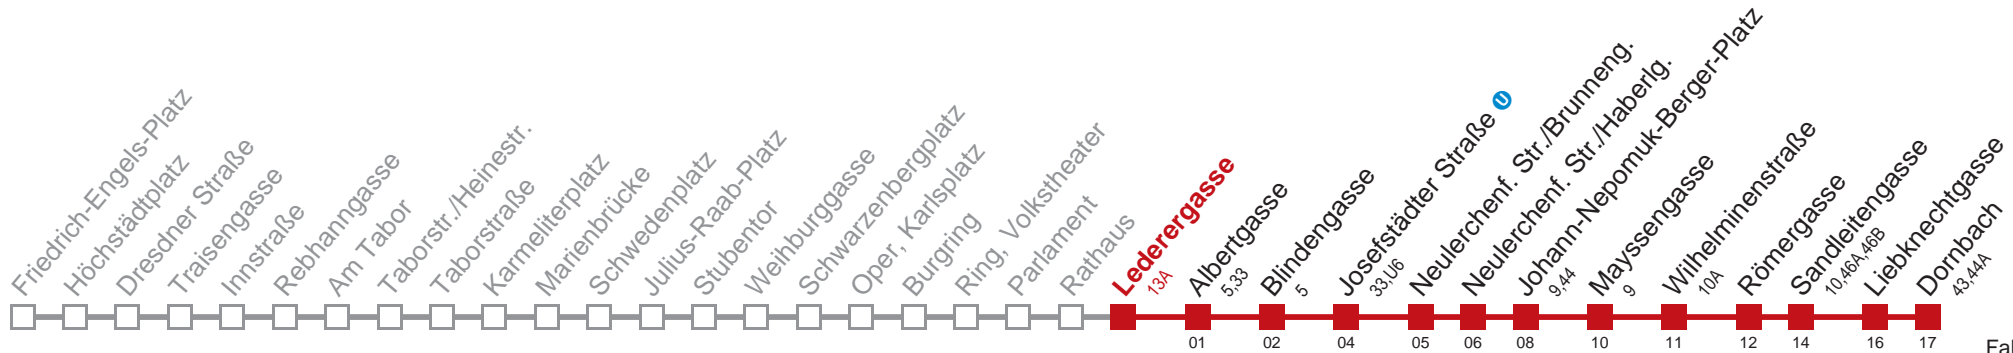 Friedrich-Engels-Platz
Höchstädtplatz
Dresdner Straße
Traisengasse
Innstraße
Rebhanngasse
Am Tabor
Taborstr./Heinestr.
Taborstraße
Karmeliterplatz
Marienbrücke
Schwedenplatz
Julius-Raab-Platz
Stubentor
Weihburggasse
Schwarzenbergplatz
Oper, Karlsplatz
Burgring
Ring, Volkstheater
Parlament
Rathaus
Lederergasse
13A
Albertgasse
5,33
Blindengasse
5
Josefstädter Straße U
33,U6
Neulerchenf. Str./Brunneng.
Neulerchenf. Str./Haberlg.
Johann-Nepomuk-Berger-Platz
9,44
Mayssengasse
9
Wilhelminenstraße
10A
Römergasse
Sandleitengasse
10,46A,46B
Liebknechtgasse
Dornbach
43,44A
01 02 04 05 06 08 10 11 12 14 16 17
Fa